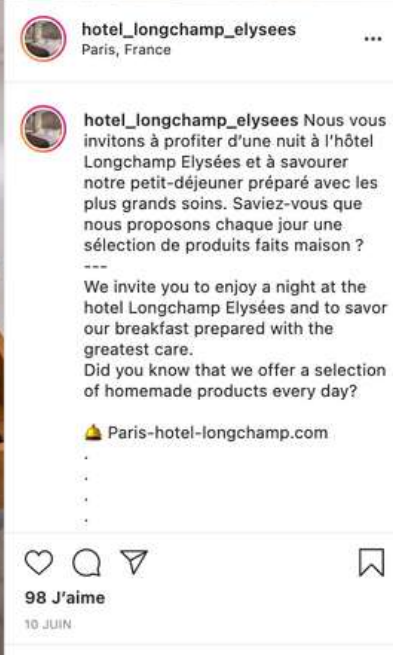 hotel_longchamp_elysees
Paris, France
...
hotel_longchamp_elysees Nous vous
invitons à profiter d'une nuit à l'hôtel
Longchamp Elysées et à savourer
notre petit-déjeuner préparé avec les
plus grands soins. Saviez-vous que
nous proposons chaque jour une
sélection de produits faits maison ?
---
We invite you to enjoy a night at the
hotel Longchamp Elysées and to savor
our breakfast prepared with the
greatest care.
Did you know that we offer a selection
of homemade products every day?
🛎 Paris-hotel-longchamp.com
.
.
.
.
98 J'aime
10 JUIN